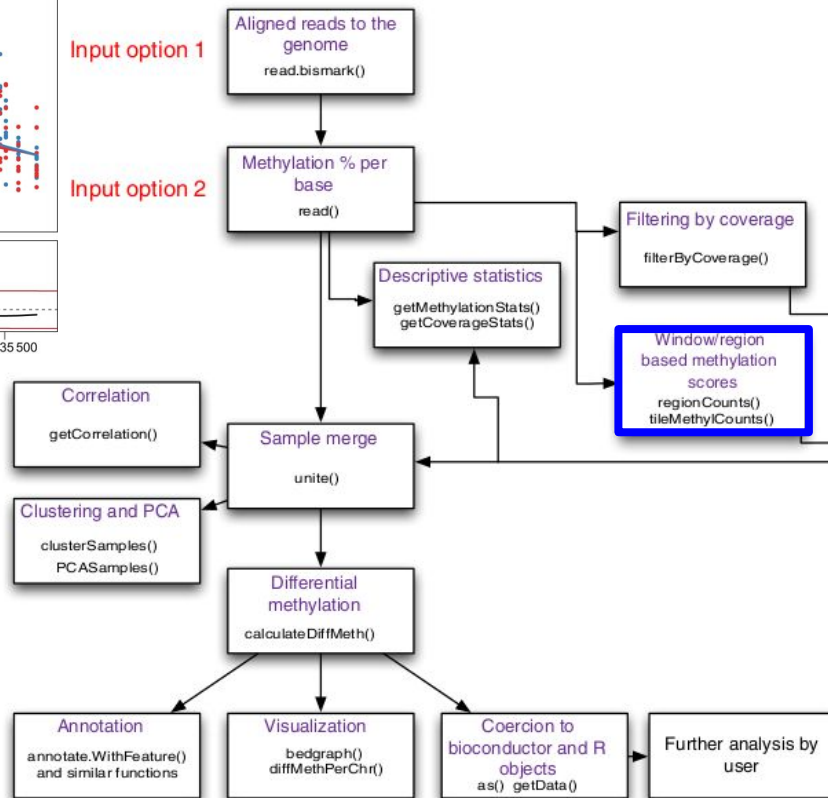 Input option 1
Aligned reads to the
genome
read.bismark()
Input option 2
Methylation % per
base
read()
Filtering by coverage
filterByCoverage()
Descriptive statistics
getMethylationStats()
getCoverageStats()
35 500
Window/region
based methylation
scores
regionCounts()
tileMethylCounts()
Correlation
getCorrelation()
Sample merge
unite()
Clustering and PCA
clusterSamples()
PCASamples()
Differential
methylation
calculateDiffMeth()
Annotation
annotate.WithFeature()
and similar functions
Visualization
bedgraph()
diffMethPerChr()
Coercion to
bioconductor and R
objects
as() getData()
Further analysis by
user